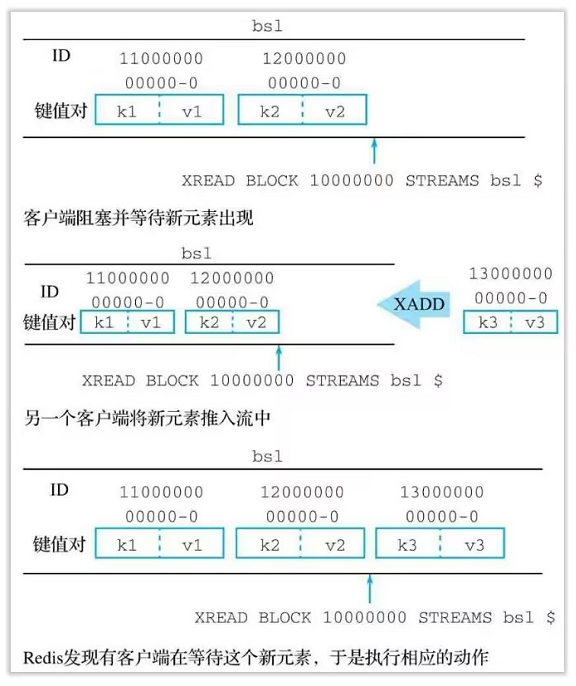 bs1
ID 11000000 12000000
00000-0 00000-0
键值对 k1 v1 k2 v2
XREAD BLOCK 10000000 STREAMS bs1 $
客户端阻塞并等待新元素出现
bs1
11000000 12000000 13000000
ID 00000-0 00000-0 XADD 00000-0
键值对 k1 v1 k2 v2 k3 v3
XREAD BLOCK 10000000 STREAMS bs1 $
另一个客户端将新元素推入流中
bs1
ID 11000000 12000000 13000000
00000-0 00000-0 00000-0
键值对 k1 v1 k2 v2 k3 v3
XREAD BLOCK 10000000 STREAMS bs1 $
Redis发现有客户端在等待这个新元素，于是执行相应的动作